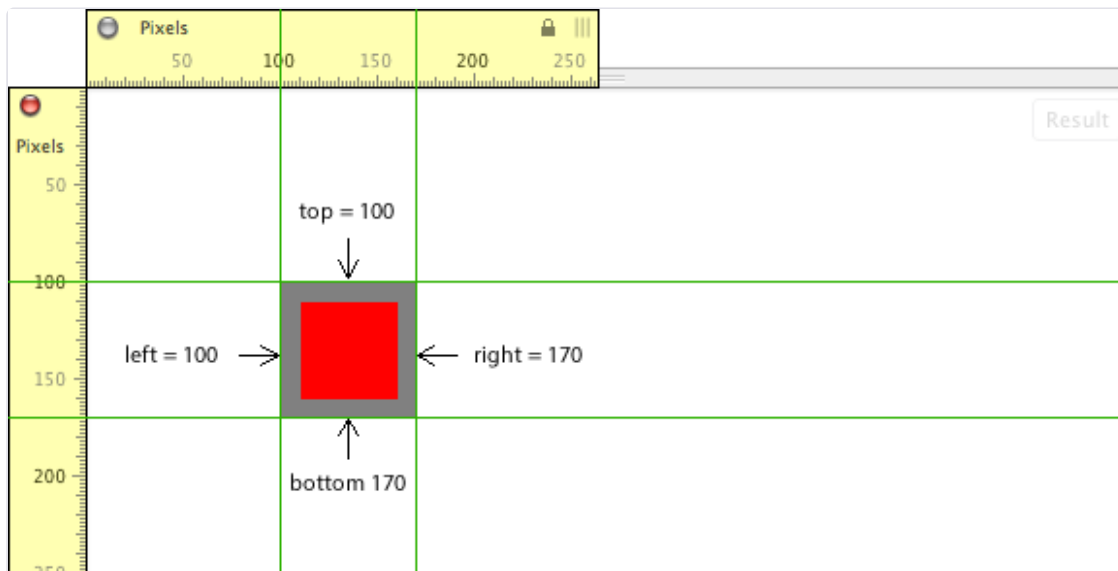 Pixels
50 100 150 200 250
Result
Pixels
50
top = 100
100
left = 100
right = 170
150
200
bottom 170
250